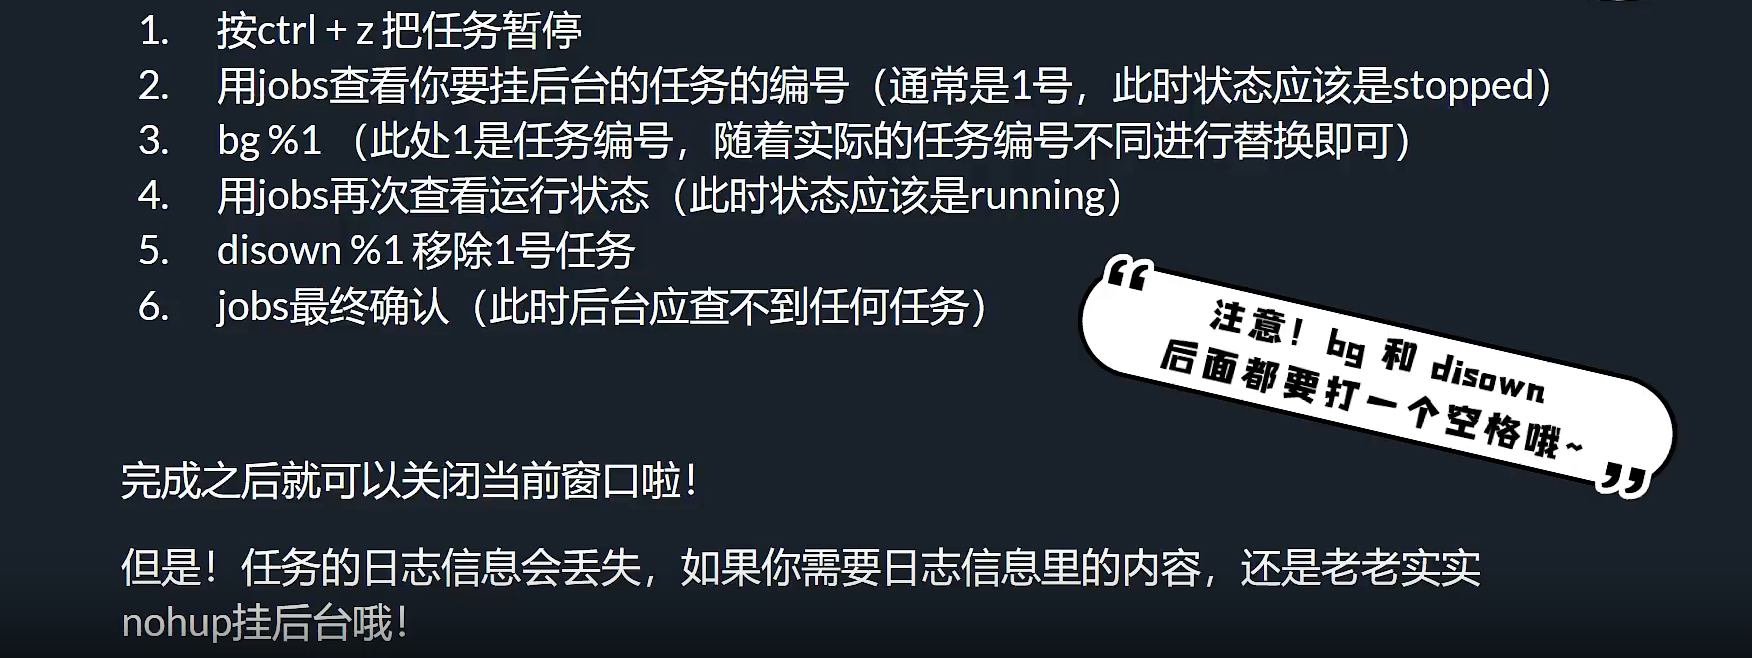 1. 按ctrl + z 把任务暂停
2. 用jobs查看你要挂后台的任务的编号（通常是1号，此时状态应该是stopped）
3. bg %1 （此处1是任务编号，随着实际的任务编号不同进行替换即可）
4. 用jobs再次查看运行状态（此时状态应该是running）
5. disown %1 移除1号任务
6. jobs最终确认（此时后台应查不到任何任务）
“注意！bg 和 disown
后面都要打一个空格哦~”
完成之后就可以关闭当前窗口啦！
但是！任务的日志信息会丢失，如果你需要日志信息里的内容，还是老老实实
nohup挂后台哦！